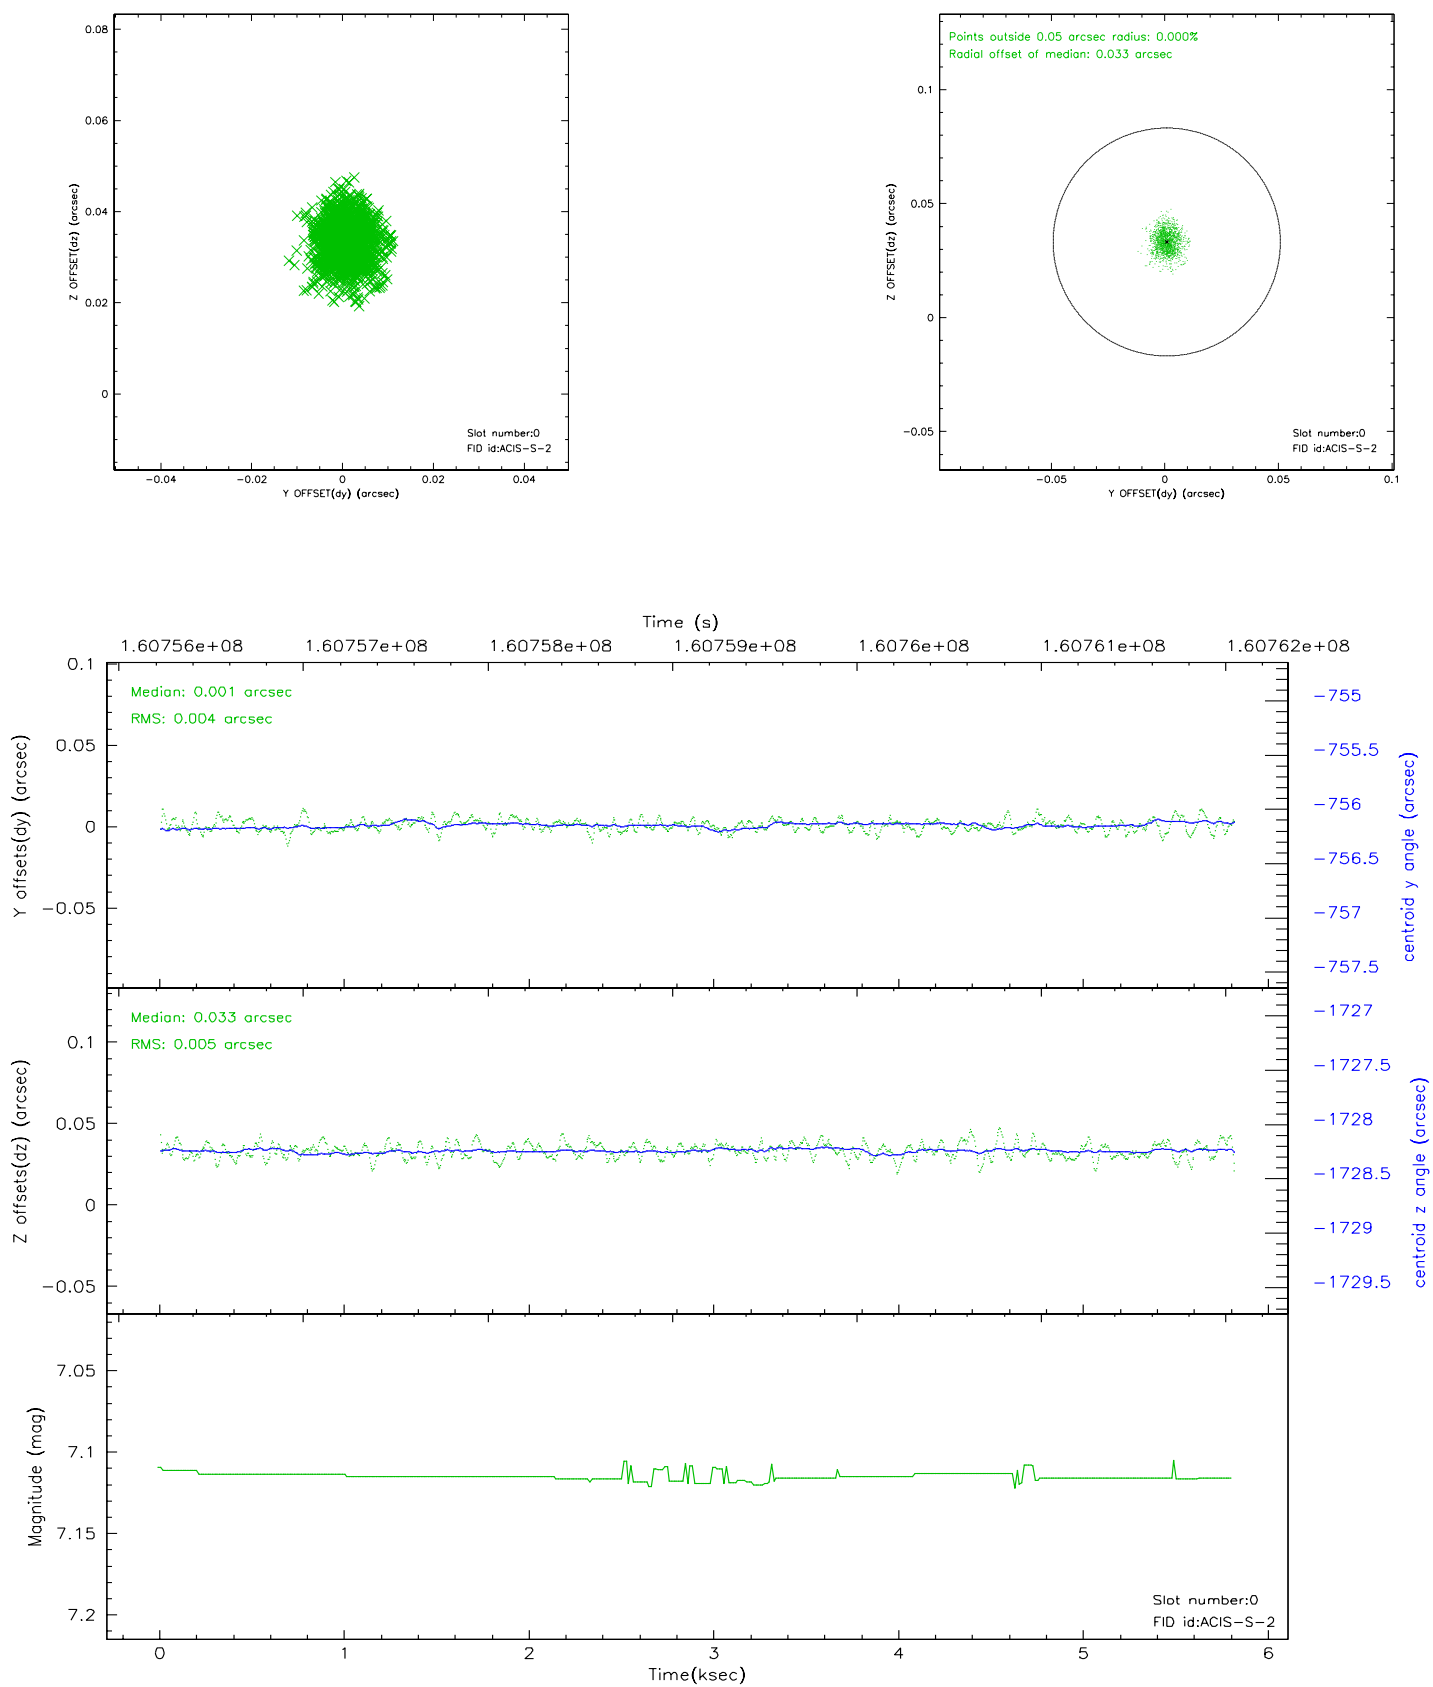 0.08
0.06
0.04
0.02
0
Z OFFSET(dz) (arcsec)
Slot number:0
FID id:ACIS-S-2
-0.04
-0.02
0
0.02
0.04
Y OFFSET(dy) (arcsec)
Points outside 0.05 arcsec radius: 0.000%
Radial offset of median: 0.033 arcsec
0.1
0.05
0
-0.05
Z OFFSET(dz) (arcsec)
Slot number:0
FID id:ACIS-S-2
-0.05
0
0.05
0.1
Y OFFSET(dy) (arcsec)
Time (s)
1.60756e+08
1.60757e+08
1.60758e+08
1.60759e+08
1.6076e+08
1.60761e+08
1.60762e+08
0.1
0.05
0
-0.05
Y offsets(dy) (arcsec)
Median: 0.001 arcsec
RMS: 0.004 arcsec
-755
-755.5
-756
-756.5
-757
-757.5
centroid y angle (arcsec)
0.1
0.05
0
-0.05
Z offsets(dz) (arcsec)
Median: 0.033 arcsec
RMS: 0.005 arcsec
-1727
-1727.5
-1728
-1728.5
-1729
-1729.5
centroid z angle (arcsec)
7.05
7.1
7.15
7.2
Magnitude (mag)
Slot number:0
FID id:ACIS-S-2
0
1
2
3
4
5
6
Time(ksec)